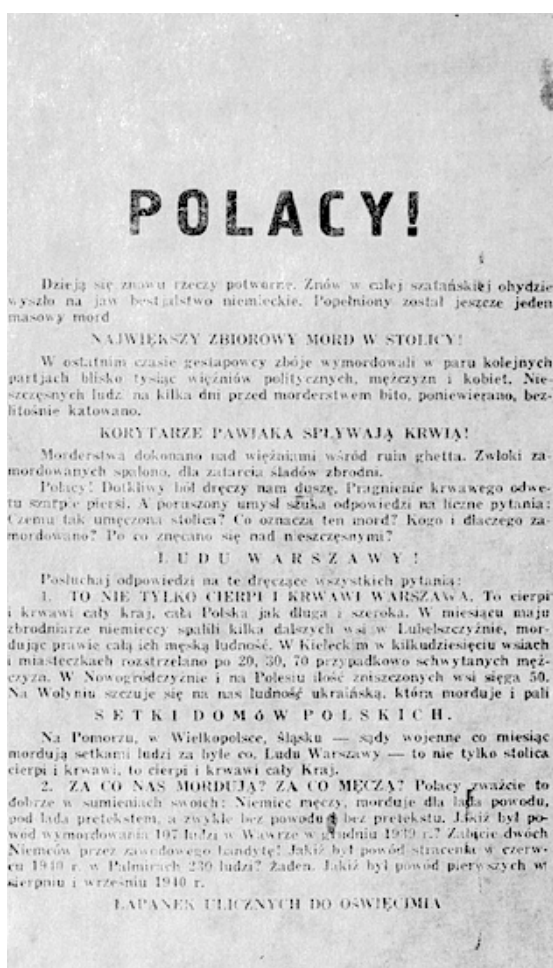 POLACY!
Dzieją się znowu rzeczy potworne. Znów w całej szatańskiej ohydzie
wyszło na jaw bestjalstwo niemieckie. Popełniony został jeszcze jeden
masowy mord
NAJWIĘKSZY ZBIOROWY MORD W STOLICY!
W ostatnim czasie gestapowcy zbóje wymordowali w paru kolejnych
partjach blisko tysiąc więźniów politycznych, mężczyzn i kobiet. Nie-
szczęsnych ludzi na kilka dni przed morderstwem bito, poniewierano, bez-
litośnie katowano.
KORYTARZE PAWIAKA SPŁYWAJĄ KRWIĄ!
Morderstwa dokonano nad więźniami wśród ruin ghetta. Zwłoki za-
mordowanych spalono, dla zatarcia śladów zbrodni.
Polacy! Dotkliwy ból dręczy nam duszę. Pragnienie krwawego odwe-
tu szarpie piersi. A poruszony umysł szuka odpowiedzi na liczne pytania:
Czemu tak umęczona stolica? Co oznacza ten mord? Kogo i dlaczego za-
mordowano? Po co znęcano się nad nieszczęsnymi?
LUDU WARSZAWY!
Posłuchaj odpowiedzi na te dręczące wszystkich pytania:
1. TO NIE TYLKO CIERPI I KRWAWI WARSZAWA. To cierpi
i krwawi cały kraj, cała Polska jak długa i szeroka. W miesiącu maju
zbrodniarze niemieccy spalili kilka dalszych wsi w Lubelszczyźnie, mor-
dując prawie całą ich męską ludność. W Kieleckim w kilkudziesięciu wsiach
i miasteczkach rozstrzelano po 20, 30, 70 przypadkowo schwytanych męż-
czyzn. W Nowogródczyźnie i na Polesiu ilość zniszczonych wsi sięga 50.
Na Wołyniu szczuje się na nas ludność ukraińską, która morduje i pali
SETKI DOMÓW POLSKICH.
Na Pomorzu, w Wielkopolsce, Śląsku — sądy wojenne co miesiąc
mordują setkami ludzi za byle co. Ludu Warszawy — to nie tylko stolica
cierpi i krwawi, to cierpi i krwawi cały Kraj.
2. ZA CO NAS MORDUJĄ? ZA CO MĘCZĄ? Polacy zważcie to
dobrze w sumieniach swoich: Niemiec męczy, morduje dla lada powodu,
pod lada pretekstem, a zwykle bez powodu i bez pretekstu. Jakiż był po-
wód wymordowania 107 ludzi w Wawrze w grudniu 1939 r.? Zabicie dwóch
Niemców przez zawodowego bandytę! Jakiż był powód stracenia w czerw-
cu 1940 r. w Palmirach 230 ludzi? Żaden. Jakiż był powód pierwszych w
sierpniu i wrześniu 1940 r.
ŁAPANEK ULICZNYCH DO OŚWIĘCIMIA